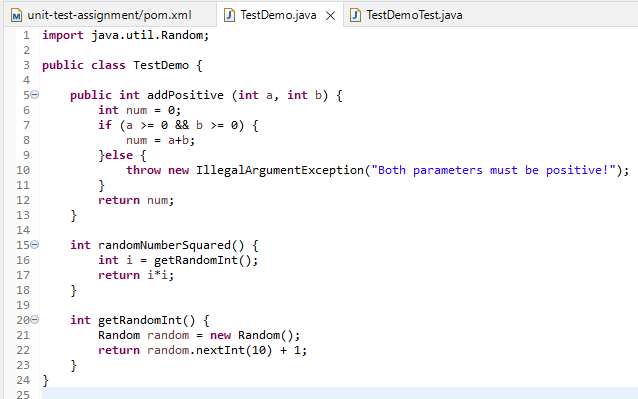 unit-test-assignment/pom.xml TestDemo.java TestDemoTest.java
1 import java.util.Random;
2
3 public class TestDemo {
4
5 public int addPositive (int a, int b) {
6 int num = 0;
7 if (a >= 0 && b >= 0) {
8 num = a+b;
9 }else {
10 throw new IllegalArgumentException("Both parameters must be positive!");
11 }
12 return num;
13 }
14
15 int randomNumberSquared() {
16 int i = getRandomInt();
17 return i*i;
18 }
19
20 int getRandomInt() {
21 Random random = new Random();
22 return random.nextInt(10) + 1;
23 }
24 }
25